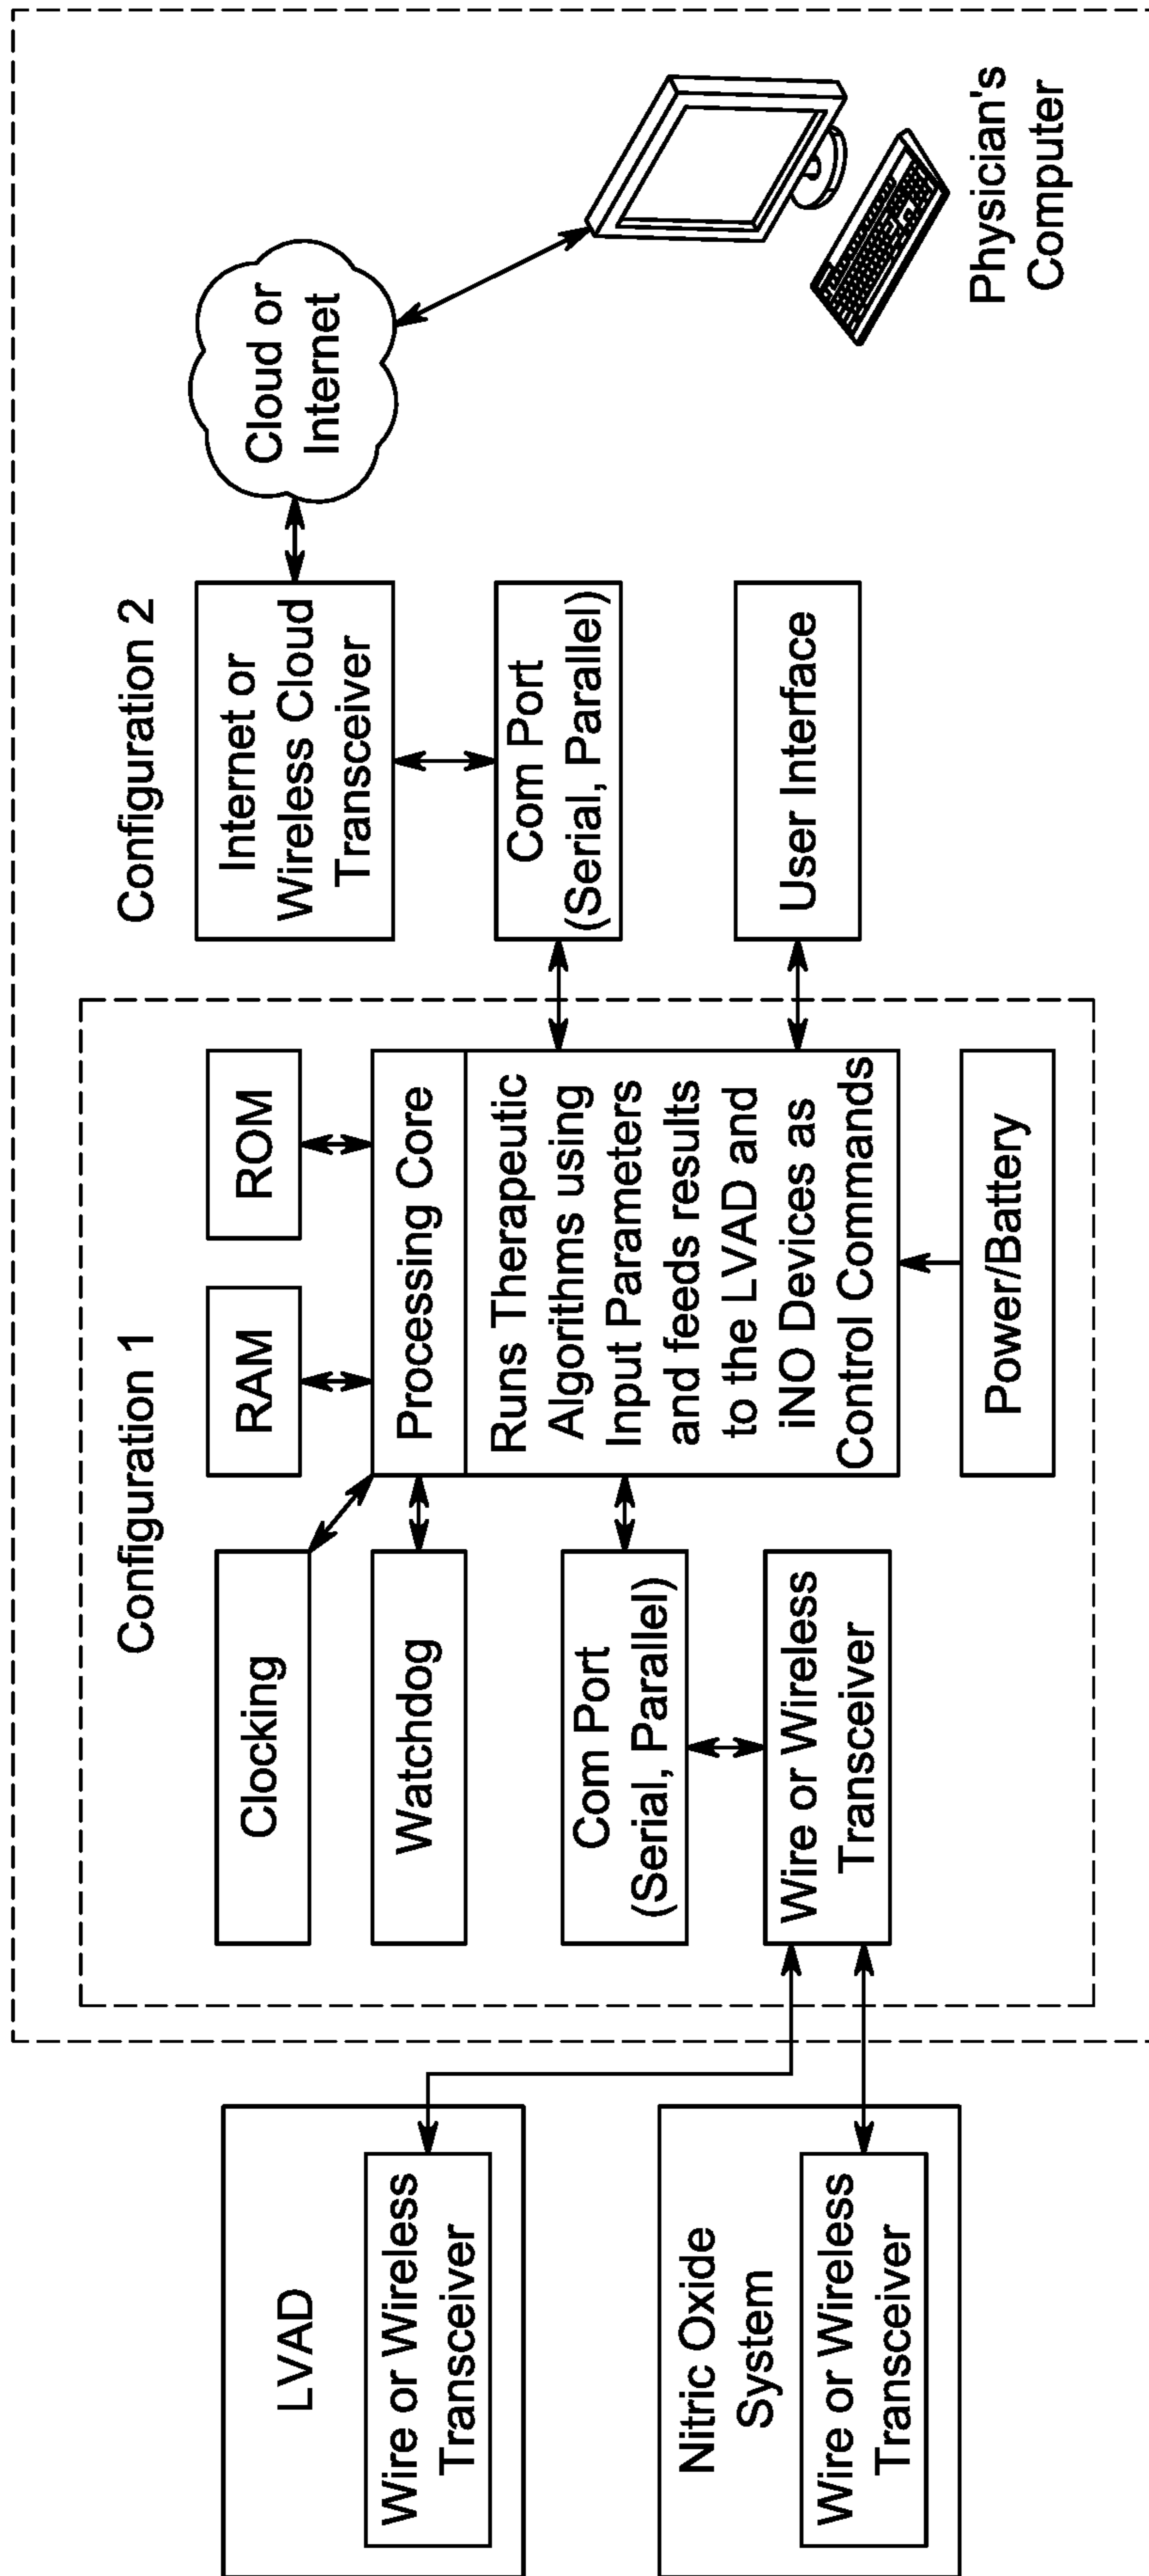 LVAD
Wire or Wireless
Transceiver
Nitric Oxide
System
Wire or Wireless
Transceiver
Configuration 1
Clocking
Watchdog
Com Port
(Serial, Parallel)
Wire or Wireless
Transceiver
RAM
ROM
Processing Core
Runs Therapeutic
Algorithms using
Input Parameters
and feeds results
to the LVAD and
iNO Devices as
Control Commands
Power/Battery
Configuration 2
Internet or
Wireless Cloud
Transceiver
Com Port
(Serial, Parallel)
User Interface
Cloud or
Internet
Physician's
Computer